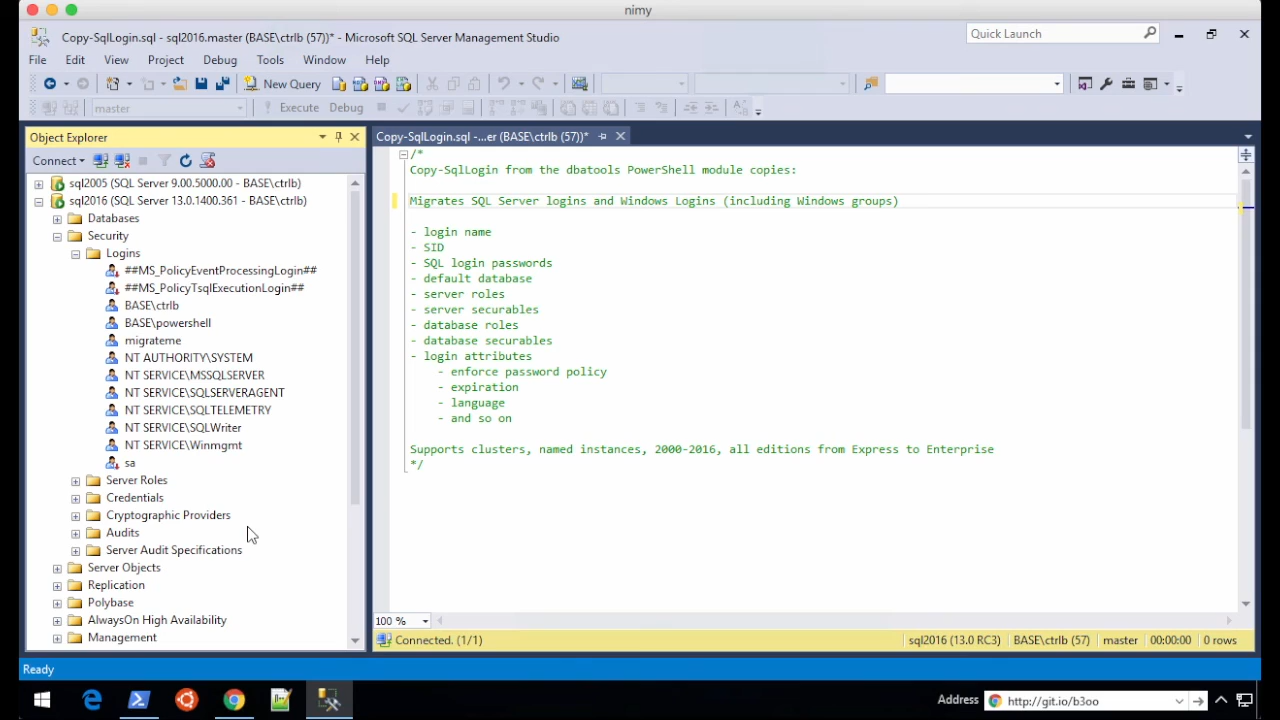 nimy
Copy-SqlLogin.sql - sql2016.master (BASE\ctrlb (57))* - Microsoft SQL Server Management Studio
Quick Launch
File Edit View Project Debug Tools Window Help
New Query
master Execute Debug
Object Explorer
Copy-SqlLogin.sql -...er (BASE\ctrlb (57))*
Connect
sql2005 (SQL Server 9.00.5000.00 - BASE\ctrlb)
sql2016 (SQL Server 13.0.1400.361 - BASE\ctrlb)
Databases
Security
Logins
##MS_PolicyEventProcessingLogin##
##MS_PolicyTsqlExecutionLogin##
BASE\ctrlb
BASE\powershell
migrateme
NT AUTHORITY\SYSTEM
NT SERVICE\MSSQLSERVER
NT SERVICE\SQLSERVERAGENT
NT SERVICE\SQLTELEMETRY
NT SERVICE\SQLWriter
NT SERVICE\Winmgmt
sa
Server Roles
Credentials
Cryptographic Providers
Audits
Server Audit Specifications
Server Objects
Replication
Polybase
AlwaysOn High Availability
Management
/*
Copy-SqlLogin from the dbatools PowerShell module copies:
Migrates SQL Server logins and Windows Logins (including Windows groups)
- login name
- SID
- SQL login passwords
- default database
- server roles
- server securables
- database roles
- database securables
- login attributes
- enforce password policy
- expiration
- language
- and so on
Supports clusters, named instances, 2000-2016, all editions from Express to Enterprise
*/
100 %
Connected. (1/1)
sql2016 (13.0 RC3) BASE\ctrlb (57) master 00:00:00 0 rows
Ready
Address http://git.io/b3oo